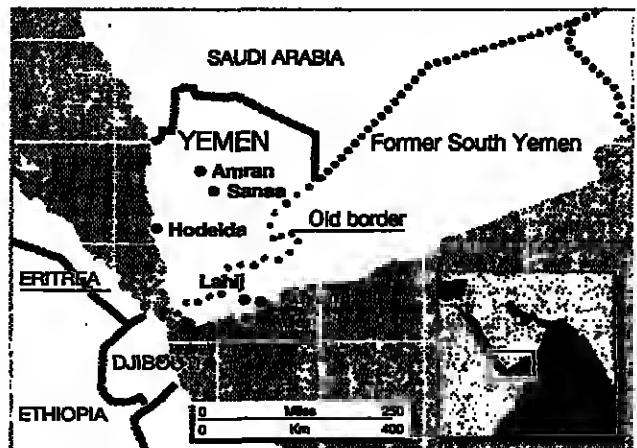 SAUDI ARABIA
YEMEN
Former South Yemen
Amran
Sanaa
Old border
Hodeida
ERITREA
Lahij
DJIBOUTI
ETHIOPIA
0 Miles 250
0 Km 400